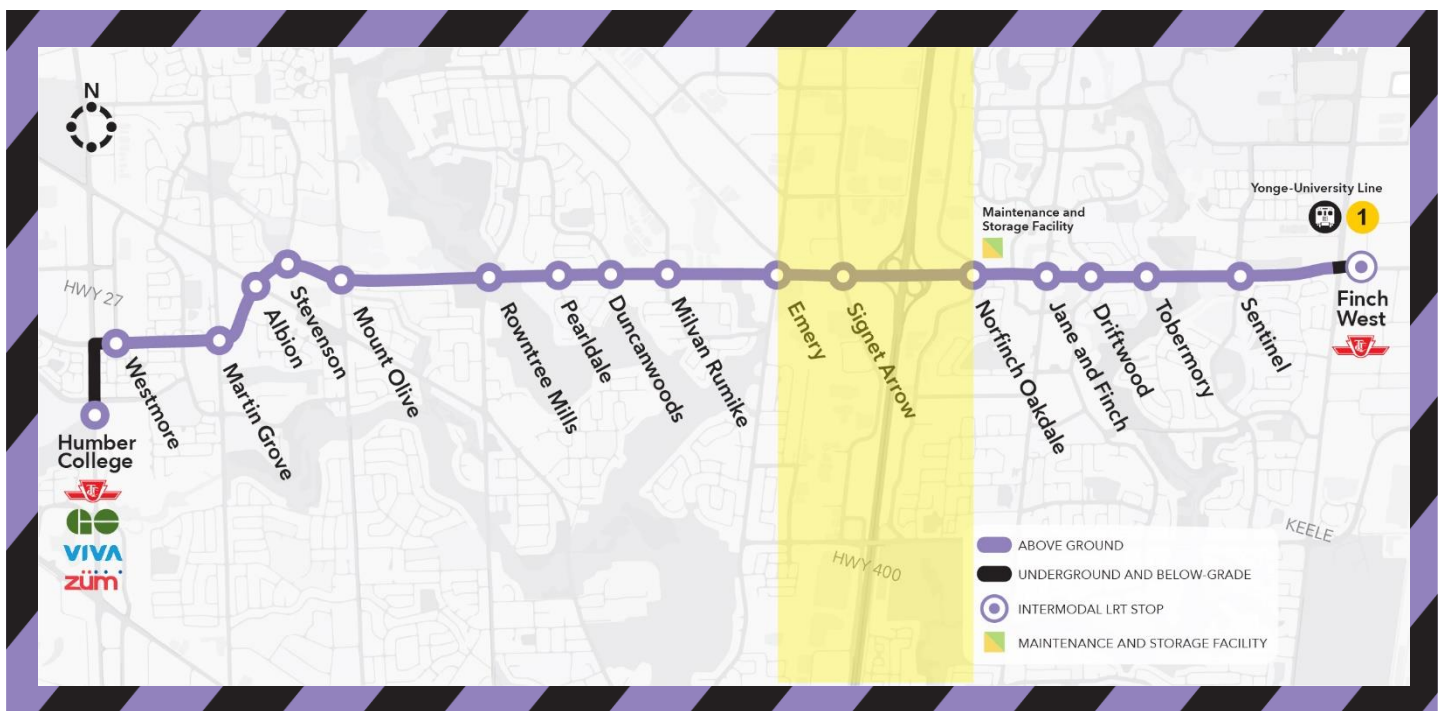 N
HWY 27
Humber
College
TTC
GO
VIVA
züm
Westmore
Martin Grove
Albion
Stevenson
Mount Olive
Rowntree Mills
Pearldale
Duncanwoods
Milvan Rumike
Emery
Signet Arrow
Maintenance and
Storage Facility
Norfinch Oakdale
Jane and Finch
Driftwood
Tobermory
Sentinel
Yonge-University Line
1
Finch
West
TTC
KEELE
HWY 400
ABOVE GROUND
UNDERGROUND AND BELOW-GRADE
INTERMODAL LRT STOP
MAINTENANCE AND STORAGE FACILITY